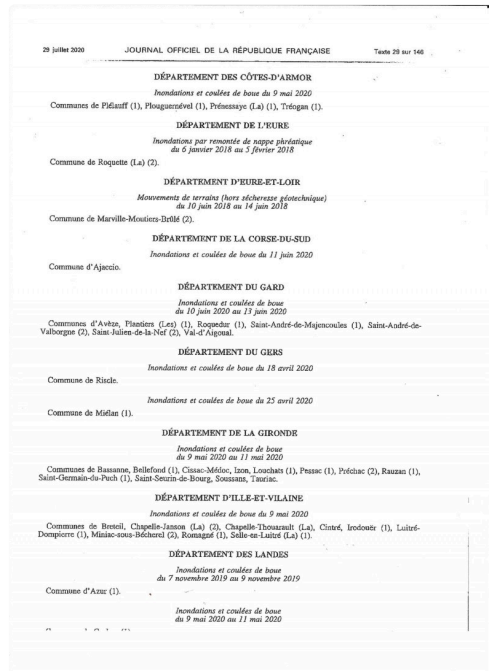 29 juillet 2020 JOURNAL OFFICIEL DE LA RÉPUBLIQUE FRANÇAISE Texte 29 sur 146
DÉPARTEMENT DES CÔTES-D'ARMOR
Inondations et coulées de boue du 9 mai 2020
Communes de Plélauff (1), Plouguernével (1), Prénessaye (La) (1), Tréogan (1).
DÉPARTEMENT DE L'EURE
Inondations par remontée de nappe phréatique
du 6 janvier 2018 au 5 février 2018
Commune de Roquette (La) (2).
DÉPARTEMENT D'EURE-ET-LOIR
Mouvements de terrains (hors sécheresse géotechnique)
du 10 juin 2018 au 14 juin 2018
Commune de Marville-Moutiers-Brûlé (2).
DÉPARTEMENT DE LA CORSE-DU-SUD
Inondations et coulées de boue du 11 juin 2020
Commune d'Ajaccio.
DÉPARTEMENT DU GARD
Inondations et coulées de boue
du 10 juin 2020 au 13 juin 2020
Communes d'Avèze, Plantiers (Les) (1), Roquedur (1), Saint-André-de-Majencoules (1), Saint-André-de-
Valborgne (2), Saint-Julien-de-la-Nef (2), Val-d'Aigoual.
DÉPARTEMENT DU GERS
Inondations et coulées de boue du 18 avril 2020
Commune de Riscle.
Inondations et coulées de boue du 25 avril 2020
Commune de Miélan (1).
DÉPARTEMENT DE LA GIRONDE
Inondations et coulées de boue
du 9 mai 2020 au 11 mai 2020
Communes de Bassanne, Bellefond (1), Cissac-Médoc, Izon, Louchats (1), Pessac (1), Préchac (2), Rauzan (1),
Saint-Germain-du-Puch (1), Saint-Seurin-de-Bourg, Soussans, Tauriac.
DÉPARTEMENT D'ILLE-ET-VILAINE
Inondations et coulées de boue du 9 mai 2020
Communes de Breteil, Chapelle-Janson (La) (2), Chapelle-Thouarault (La), Cintré, Irodouër (1), Luitré-
Dompierre (1), Miniac-sous-Bécherel (2), Romagné (1), Selle-en-Luitré (La) (1).
DÉPARTEMENT DES LANDES
Inondations et coulées de boue
du 7 novembre 2019 au 9 novembre 2019
Commune d'Azur (1).
Inondations et coulées de boue
du 9 mai 2020 au 11 mai 2020